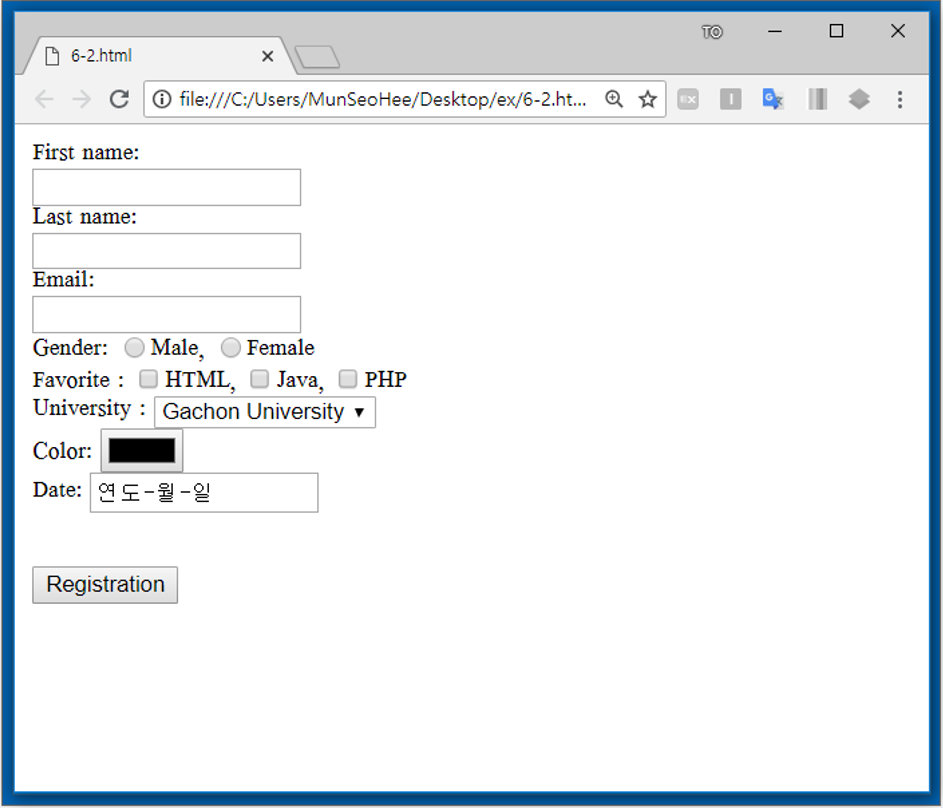 TO
6-2.html
file:///C:/Users/MunSeoHee/Desktop/ex/6-2.ht...
First name:
Last name:
Email:
Gender: Male, Female
Favorite : HTML, Java, PHP
University : Gachon University
Color:
Date: 연도-월-일
Registration